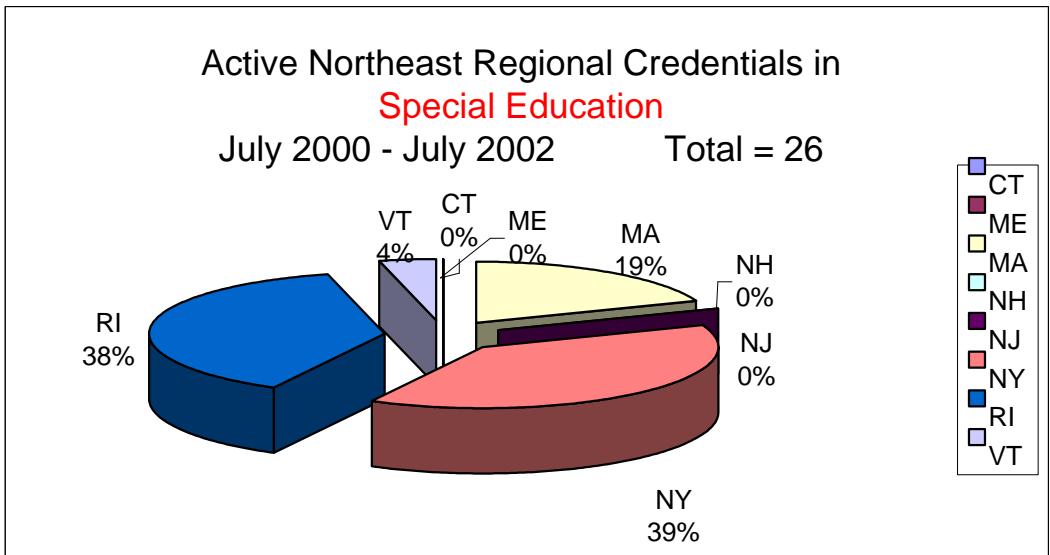 Active Northeast Regional Credentials in
Special Education
July 2000 - July 2002 Total = 26
CT
0%
ME
0%
VT
4%
MA
19%
NH
0%
NJ
0%
RI
38%
NY
39%
CT
ME
MA
NH
NJ
NY
RI
VT